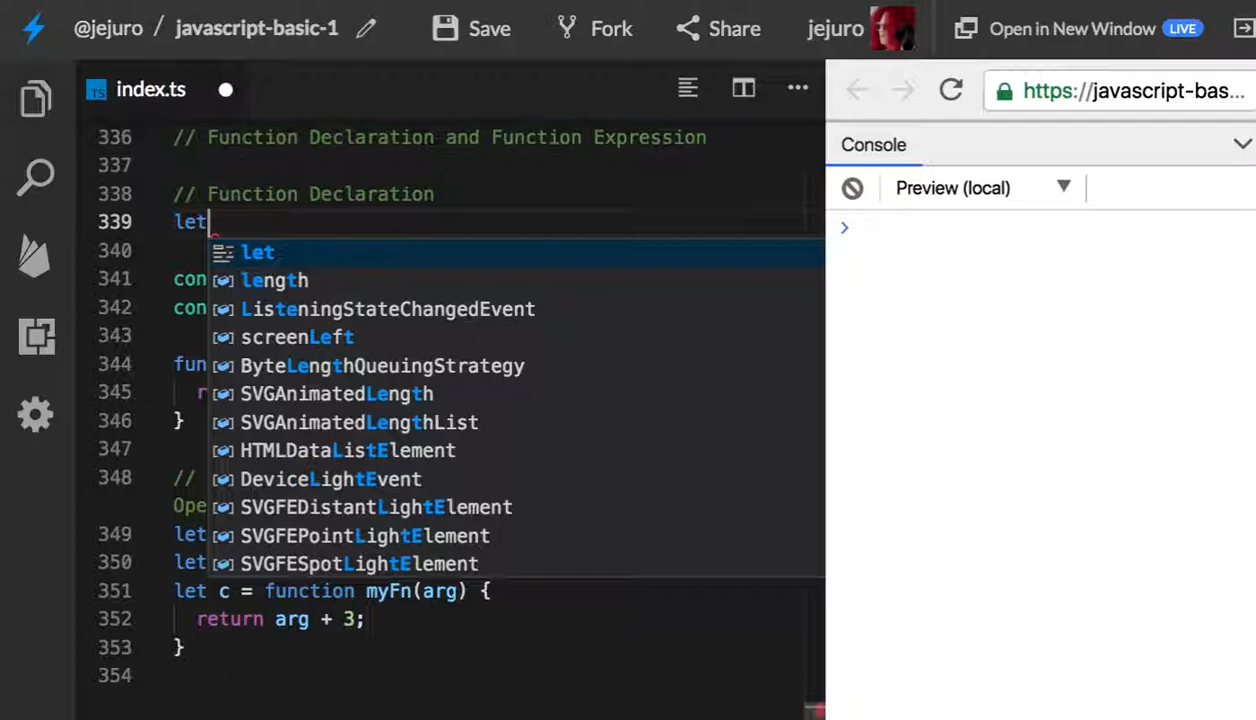 @jejuro / javascript-basic-1 Save Fork Share jejuro Open in New Window LIVE
TS index.ts
https://javascript-bas...
Console
Preview (local)
336 // Function Declaration and Function Expression
337
338 // Function Declaration
339 let
340
341 con
342 con
343
344 fun
345 r
346 }
347
348 //
Ope
349 let
350 let
351 let c = function myFn(arg) {
352 return arg + 3;
353 }
354
let
length
ListeningStateChangedEvent
screenLeft
ByteLengthQueuingStrategy
SVGAnimatedLength
SVGAnimatedLengthList
HTMLDataListElement
DeviceLightEvent
SVGFEDistantLightElement
SVGFEPointLightElement
SVGFESpotLightElement